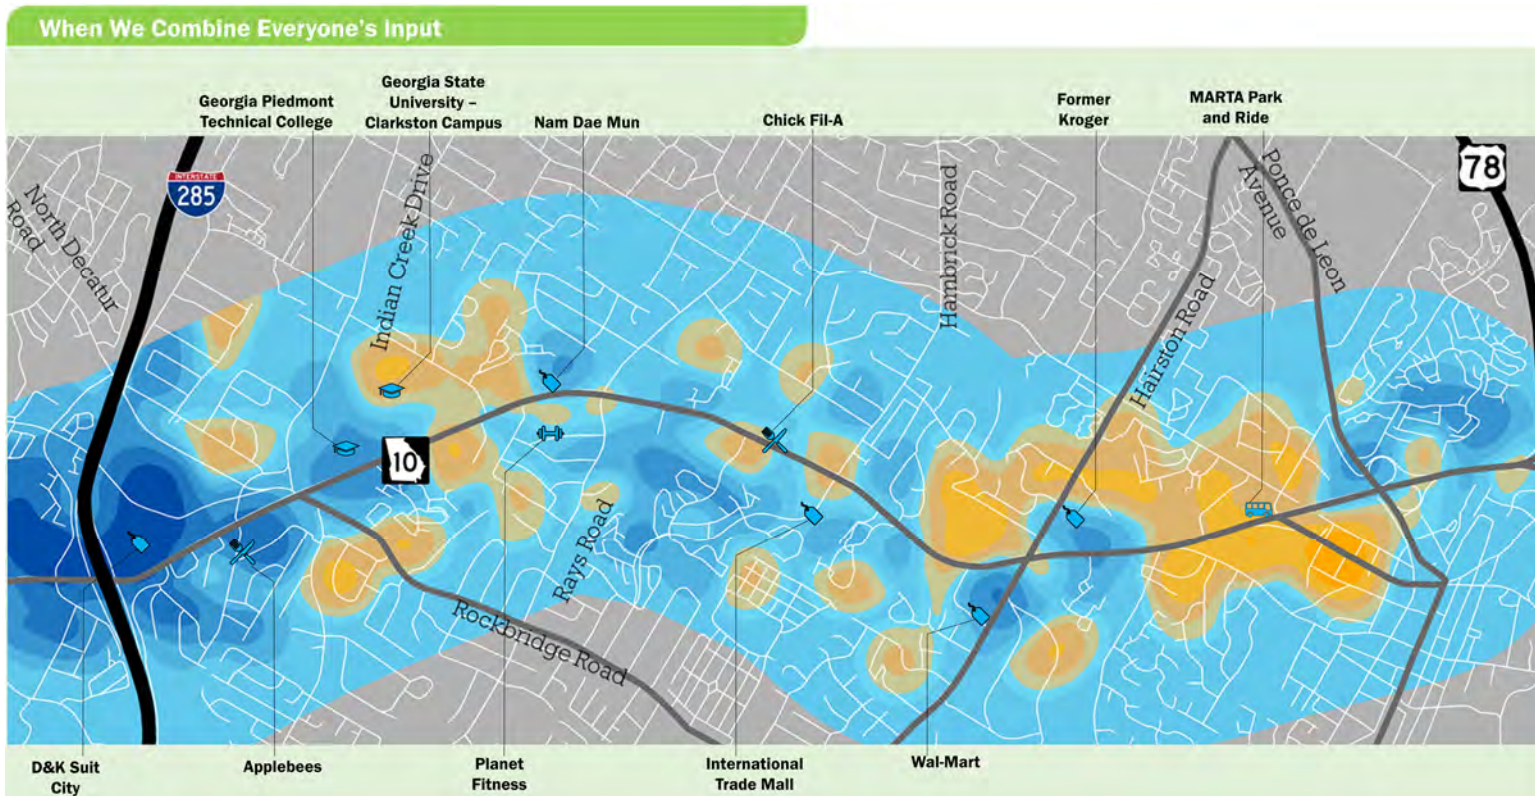 When We Combine Everyone's Input
Georgia Piedmont
Technical College
Georgia State
University –
Clarkston Campus
Nam Dae Mun
Chick Fil-A
Former
Kroger
MARTA Park
and Ride
INTERSTATE
285
78
North Decatur
Road
Indian Creek Drive
Hambrick Road
Ponce de Leon
Avenue
Hairston Road
10
Rays Road
Rockbridge Road
D&K Suit
City
Applebees
Planet
Fitness
International
Trade Mall
Wal-Mart